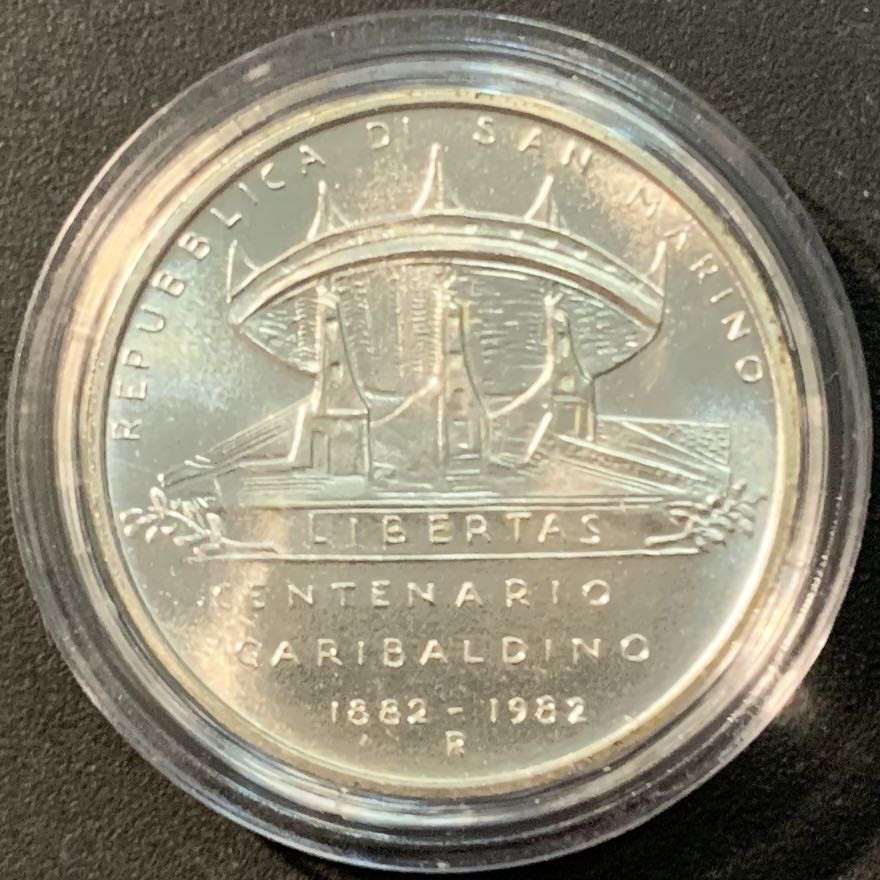 REPUBBLICA DI SAN MARINO
LIBERTAS
CENTENARIO
GARIBALDINO
1882 - 1982
R